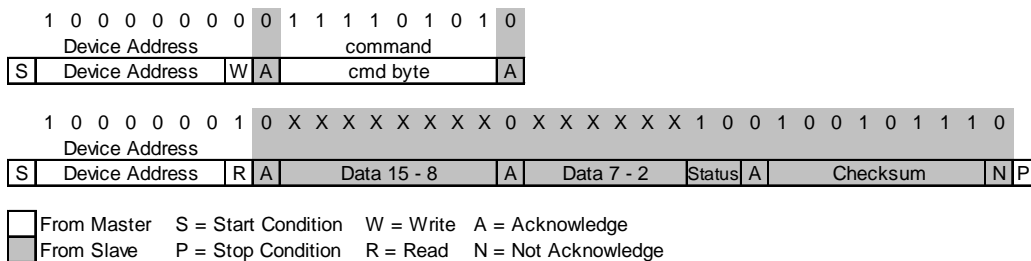 1 0 0 0 0 0 0 0 0 1 1 1 1 0 1 0 1 0
Device Address command
S Device Address W A cmd byte A
1 0 0 0 0 0 0 1 0 X X X X X X X X 0 X X X X X X 1 0 0 1 0 0 1 0 1 1 1 0
Device Address
S Device Address R A Data 15 - 8 A Data 7 - 2 Status A Checksum N P
From Master S = Start Condition W = Write A = Acknowledge
From Slave P = Stop Condition R = Read N = Not Acknowledge